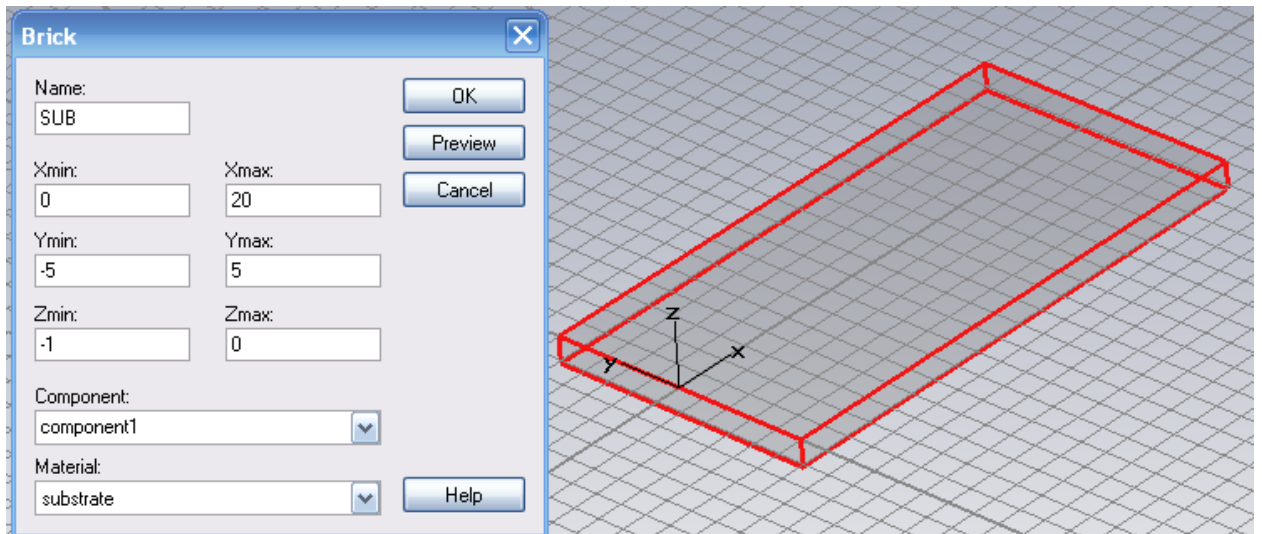 Brick
Name:
SUB
OK
Preview
Cancel
Xmin:
Xmax:
0
20
Ymin:
Ymax:
-5
5
Zmin:
Zmax:
-1
0
Component:
component1
Material:
substrate
Help
z
x
y